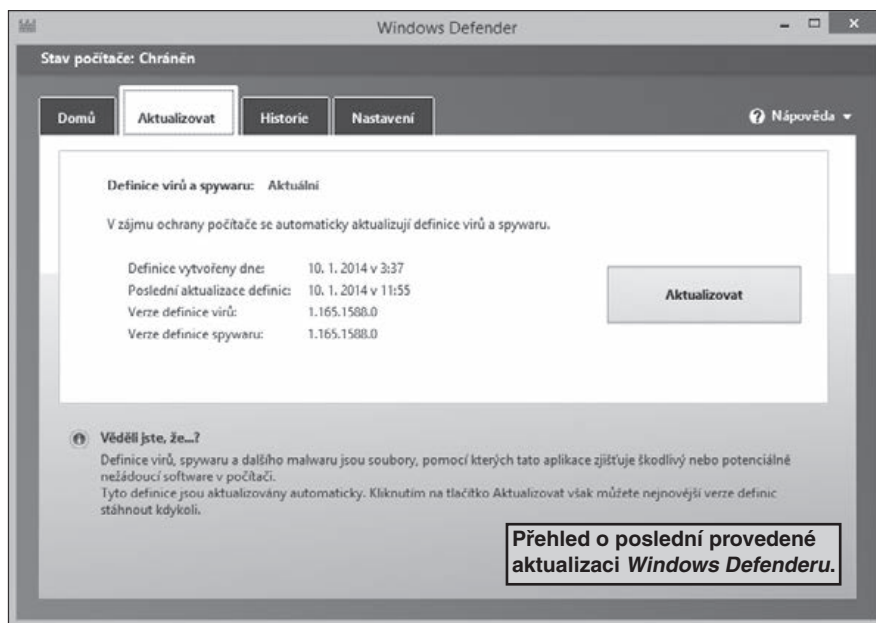 Windows Defender
Stav počítače: Chráněn
Domů Aktualizovat Historie Nastavení Nápověda
Definice virů a spywaru: Aktuální
V zájmu ochrany počítače se automaticky aktualizují definice virů a spywaru.
Definice vytvořeny dne: 10. 1. 2014 v 3:37
Poslední aktualizace definic: 10. 1. 2014 v 11:55
Verze definice virů: 1.165.1588.0
Verze definice spywaru: 1.165.1588.0
Aktualizovat
Věděli jste, že...?
Definice virů, spywaru a dalšího malwaru jsou soubory, pomocí kterých tato aplikace zjišťuje škodlivý nebo potenciálně
nežádoucí software v počítači.
Tyto definice jsou aktualizovány automaticky. Kliknutím na tlačítko Aktualizovat však můžete nejnovější verze definic
stáhnout kdykoli.
Přehled o poslední provedené
aktualizaci Windows Defenderu.